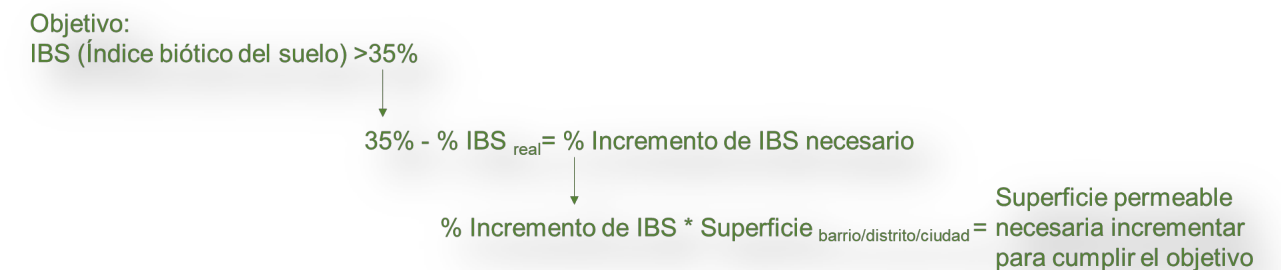 Objetivo:
IBS (Índice biótico del suelo) >35%
35% - % IBS real= % Incremento de IBS necesario
% Incremento de IBS * Superficie barrio/distrito/ciudad=
Superficie permeable
necesaria incrementar
para cumplir el objetivo